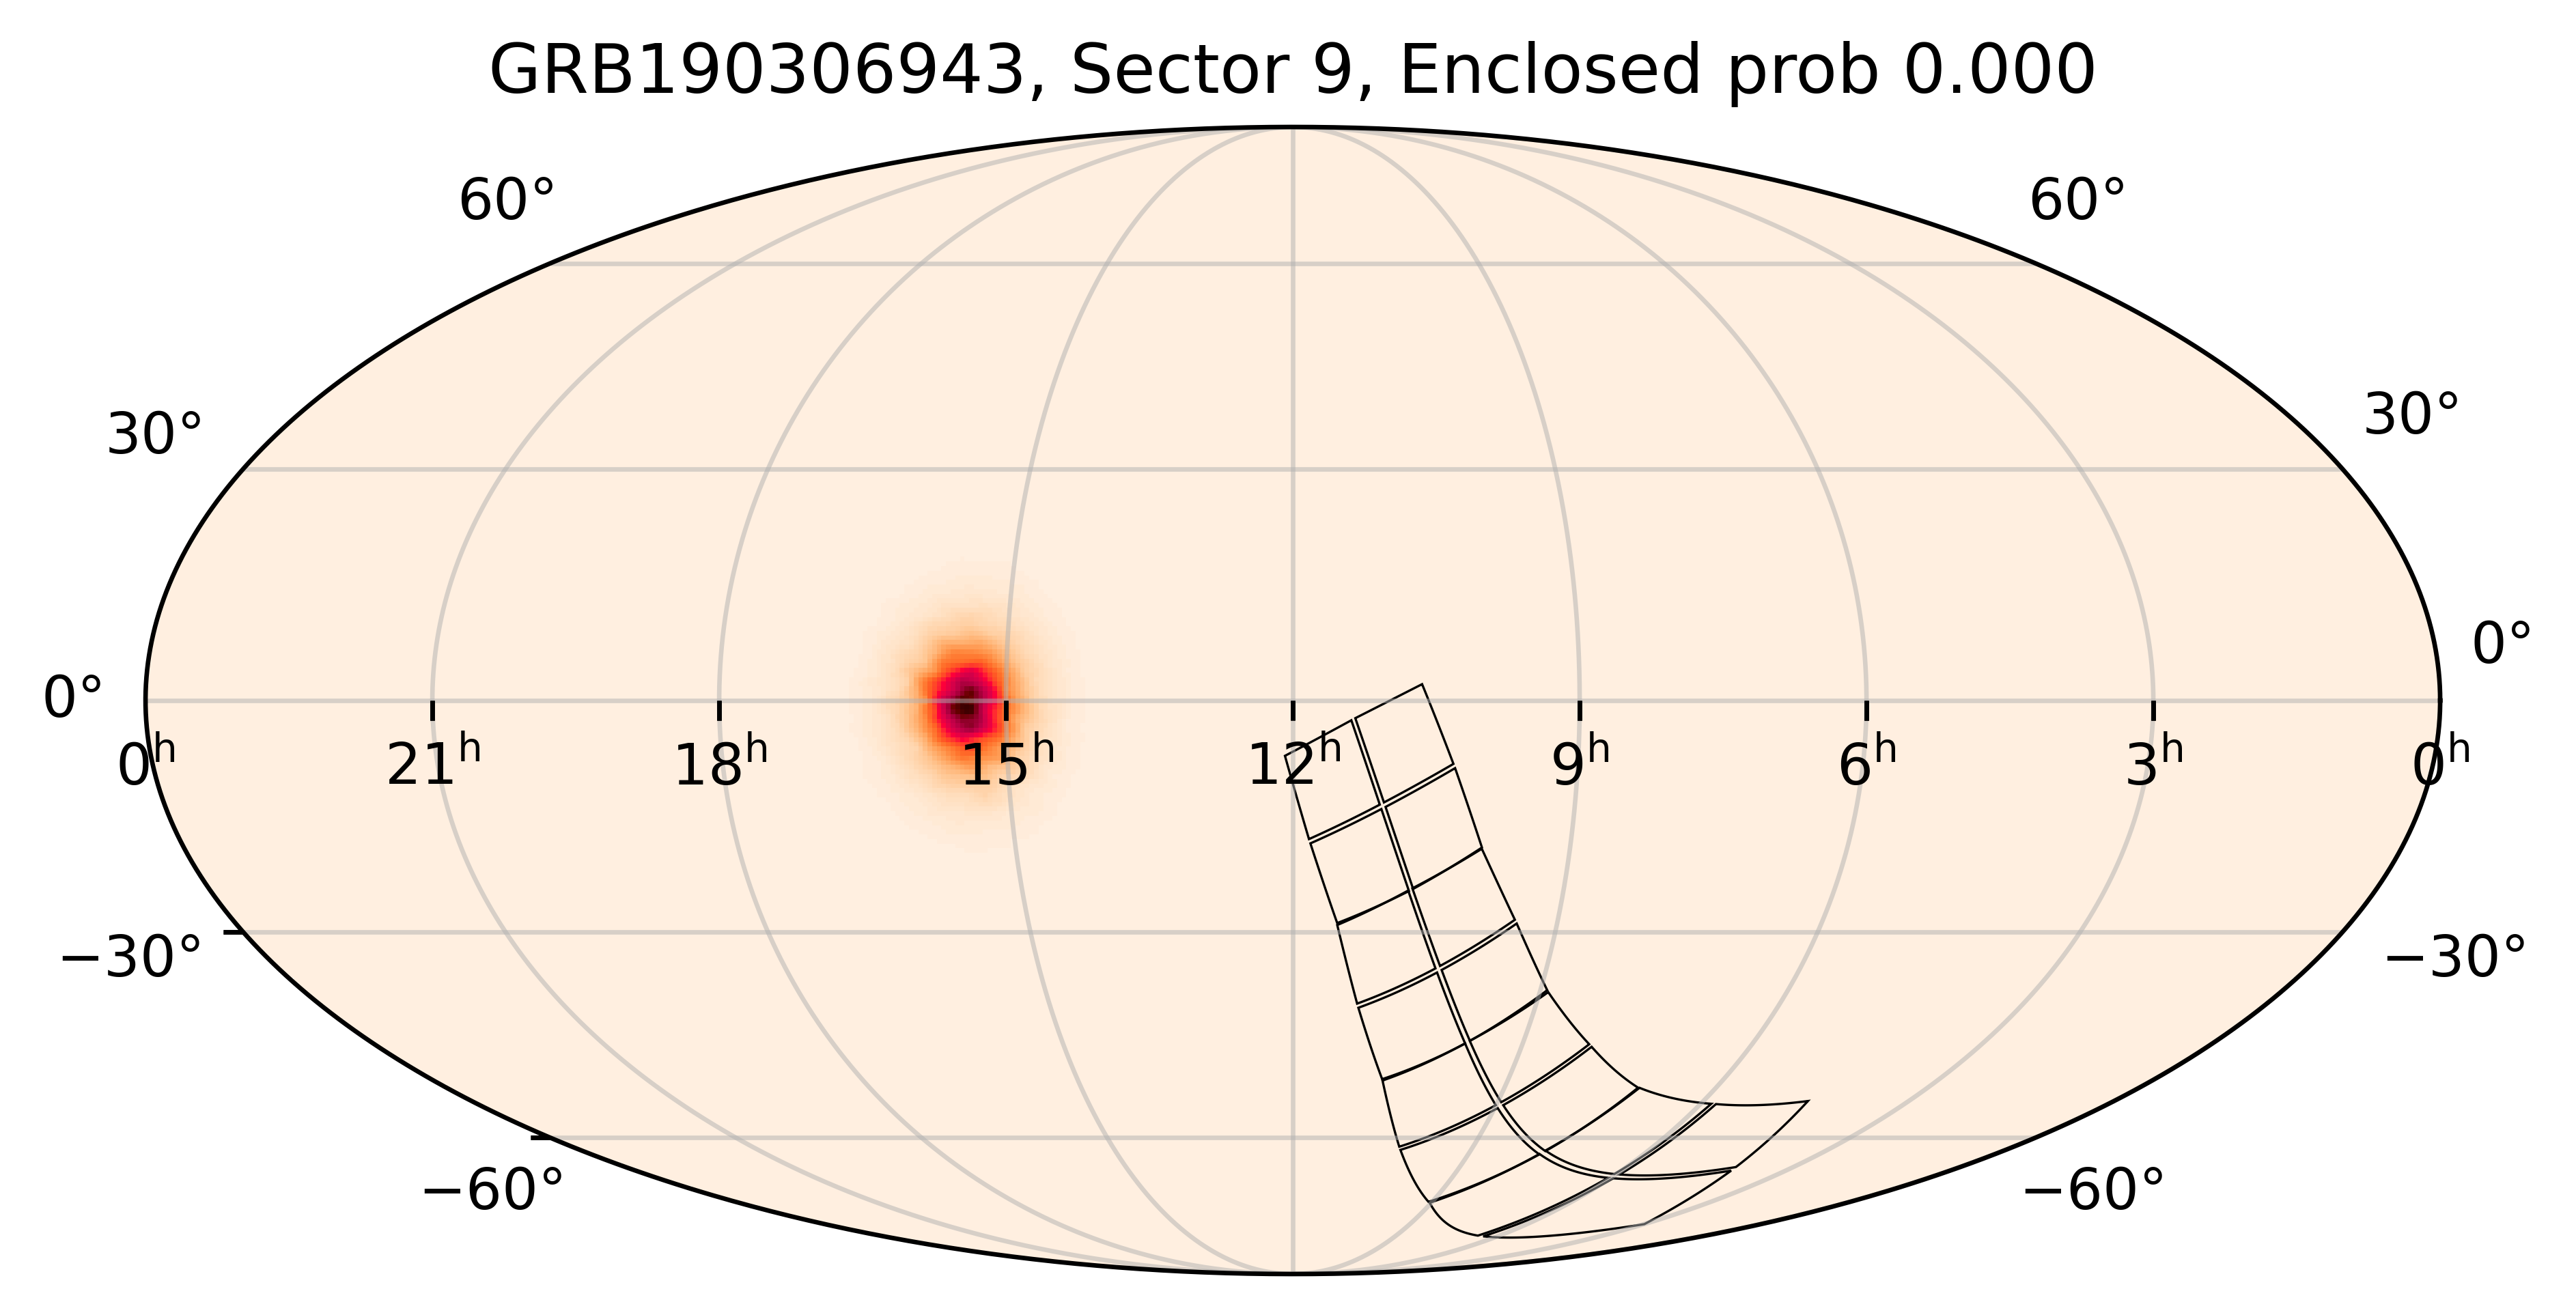 GRB190306943, Sector 9, Enclosed prob 0.000
60° 60°
30° 30°
0° 0°
0ʰ 21ʰ 18ʰ 15ʰ 12ʰ 9ʰ 6ʰ 3ʰ 0ʰ
−30° −30°
−60° −60°